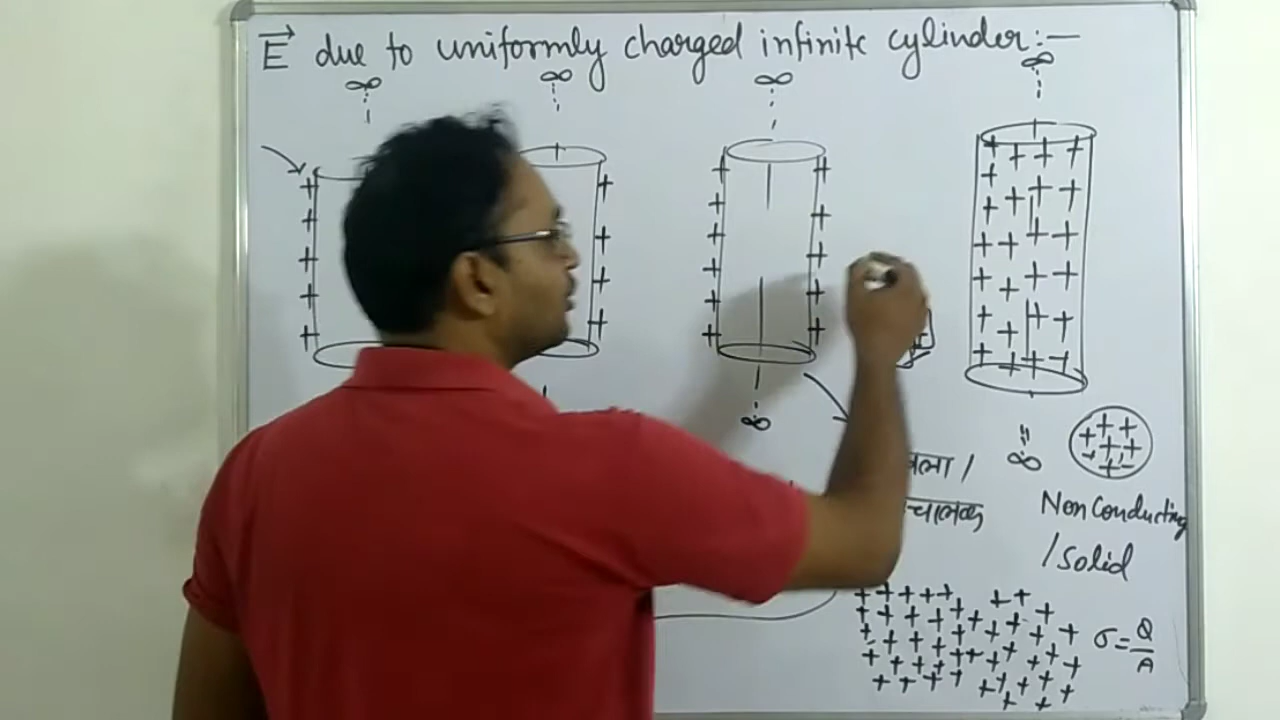 E due to uniformly charged infinite cylinder:-
∞ ∞ ∞ ∞
∞ ∞
Non Conducting
/ Solid
σ = Q/A